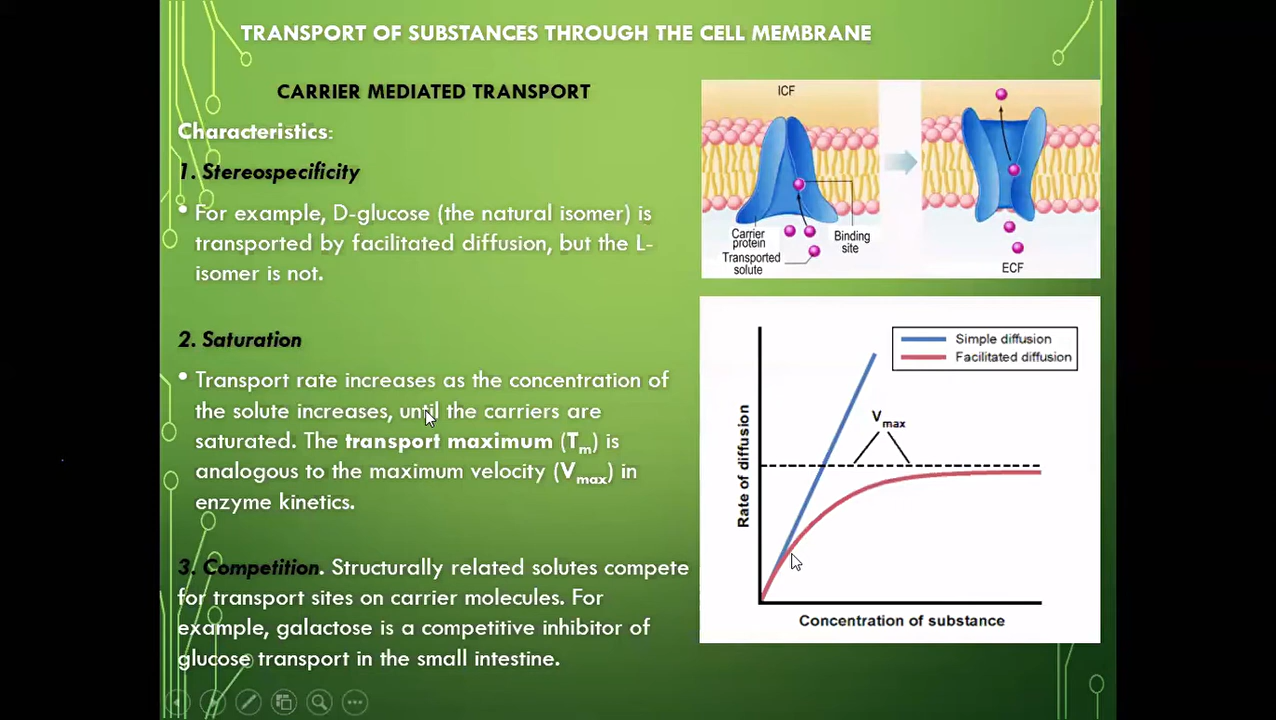 TRANSPORT OF SUBSTANCES THROUGH THE CELL MEMBRANE
CARRIER MEDIATED TRANSPORT
Characteristics:
1. Stereospecificity
• For example, D-glucose (the natural isomer) is
transported by facilitated diffusion, but the L-
isomer is not.
2. Saturation
• Transport rate increases as the concentration of
the solute increases, until the carriers are
saturated. The transport maximum (Tm) is
analogous to the maximum velocity (Vmax) in
enzyme kinetics.
3. Competition. Structurally related solutes compete
for transport sites on carrier molecules. For
example, galactose is a competitive inhibitor of
glucose transport in the small intestine.
ICF
Carrier
protein
Transported
solute
Binding
site
ECF
Simple diffusion
Facilitated diffusion
Vmax
Rate of diffusion
Concentration of substance